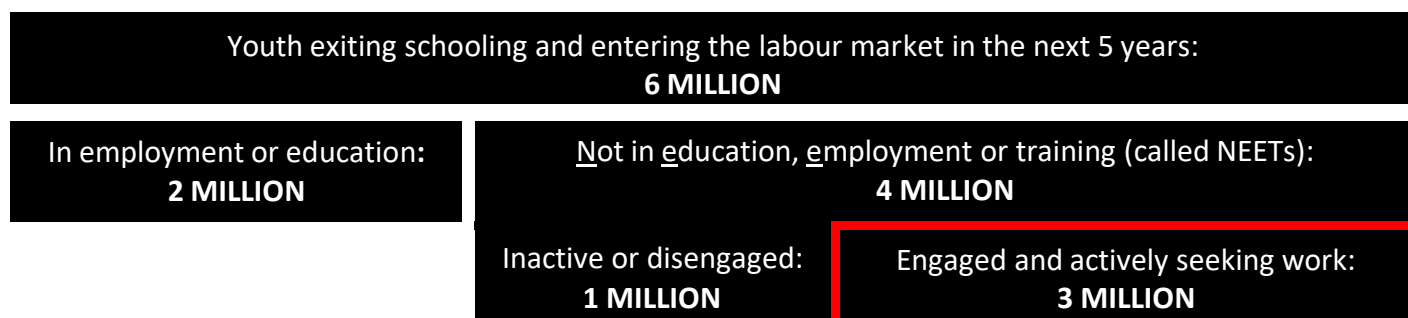 Youth exiting schooling and entering the labour market in the next 5 years:
6 MILLION
In employment or education:
2 MILLION
Not in education, employment or training (called NEETs):
4 MILLION
Inactive or disengaged:
1 MILLION
Engaged and actively seeking work:
3 MILLION